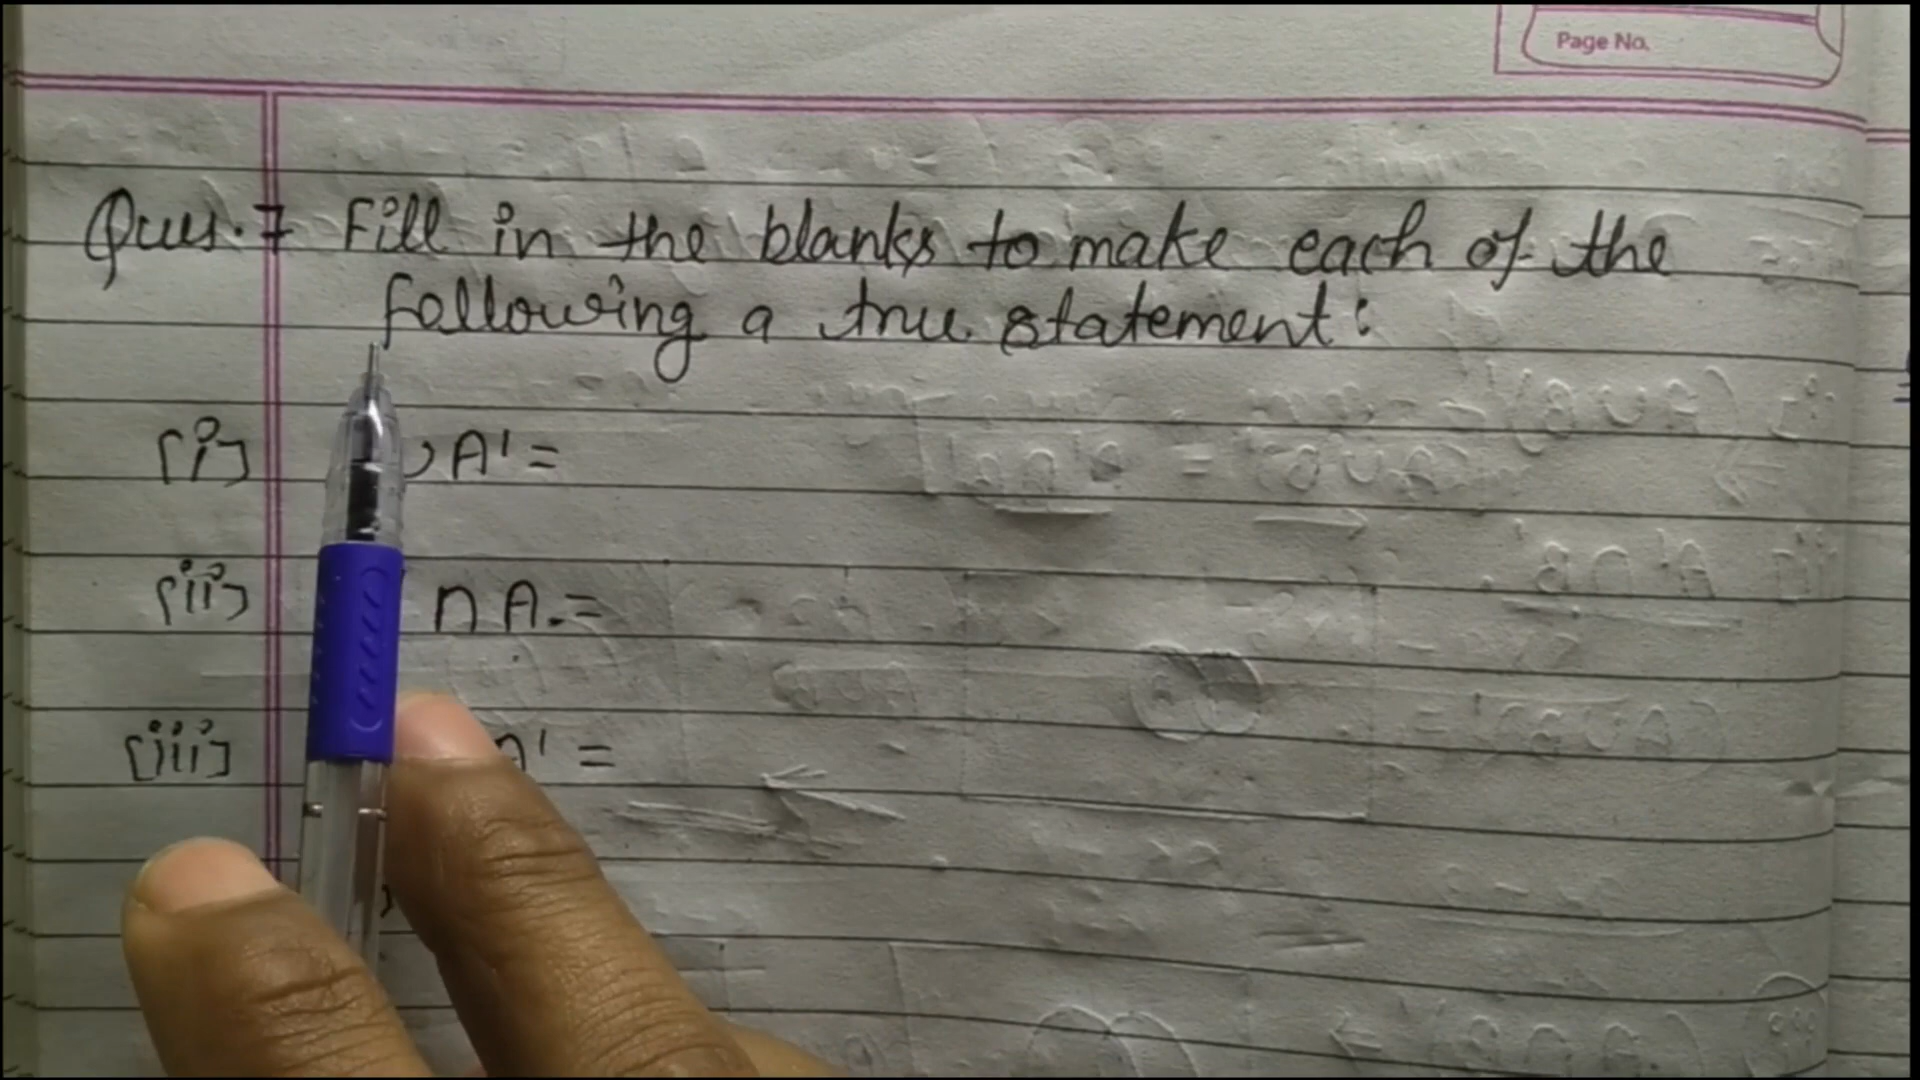 Page No.
Ques.7 Fill in the blanks to make each of the
following a true statement:
[i] ∪ A' =
[ii] ∩ A =
[iii] A' =